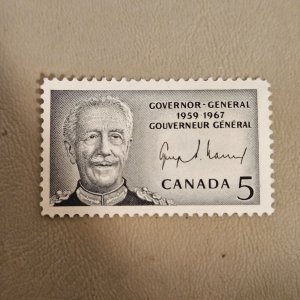 GOVERNOR-GENERAL
1959 1967
GOUVERNEUR GÉNÉRAL
CANADA 5